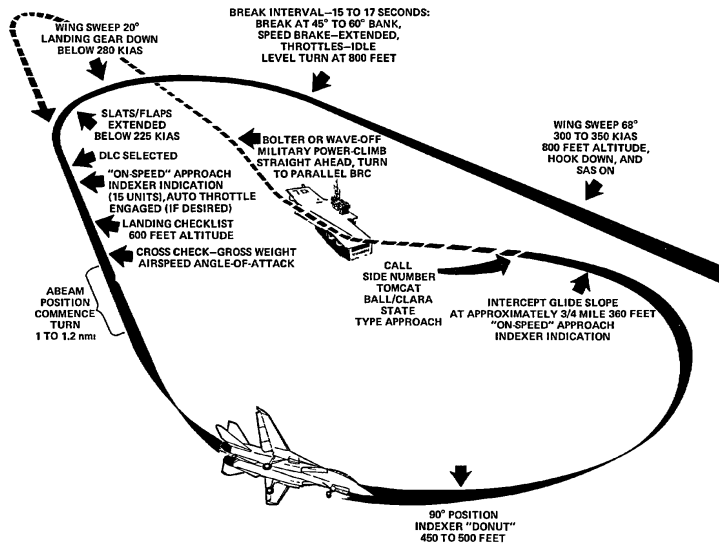 BREAK INTERVAL—15 TO 17 SECONDS:
BREAK AT 45° TO 60° BANK,
SPEED BRAKE—EXTENDED,
THROTTLES—IDLE
LEVEL TURN AT 800 FEET
WING SWEEP 20°
LANDING GEAR DOWN
BELOW 280 KIAS
SLATS/FLAPS
EXTENDED
BELOW 225 KIAS
DLC SELECTED
"ON-SPEED" APPROACH
INDEXER INDICATION
(15 UNITS), AUTO THROTTLE
ENGAGED (IF DESIRED)
LANDING CHECKLIST
600 FEET ALTITUDE
CROSS CHECK—GROSS WEIGHT
AIRSPEED ANGLE-OF-ATTACK
ABEAM
POSITION
COMMENCE
TURN
1 TO 1.2 nmi
BOLTER OR WAVE-OFF
MILITARY POWER-CLIMB
STRAIGHT AHEAD, TURN
TO PARALLEL BRC
WING SWEEP 68°
300 TO 350 KIAS
800 FEET ALTITUDE,
HOOK DOWN, AND
SAS ON
CALL
SIDE NUMBER
TOMCAT
BALL/CLARA
STATE
TYPE APPROACH
INTERCEPT GLIDE SLOPE
AT APPROXIMATELY 3/4 MILE 360 FEET
"ON-SPEED" APPROACH
INDEXER INDICATION
90° POSITION
INDEXER "DONUT"
450 TO 500 FEET